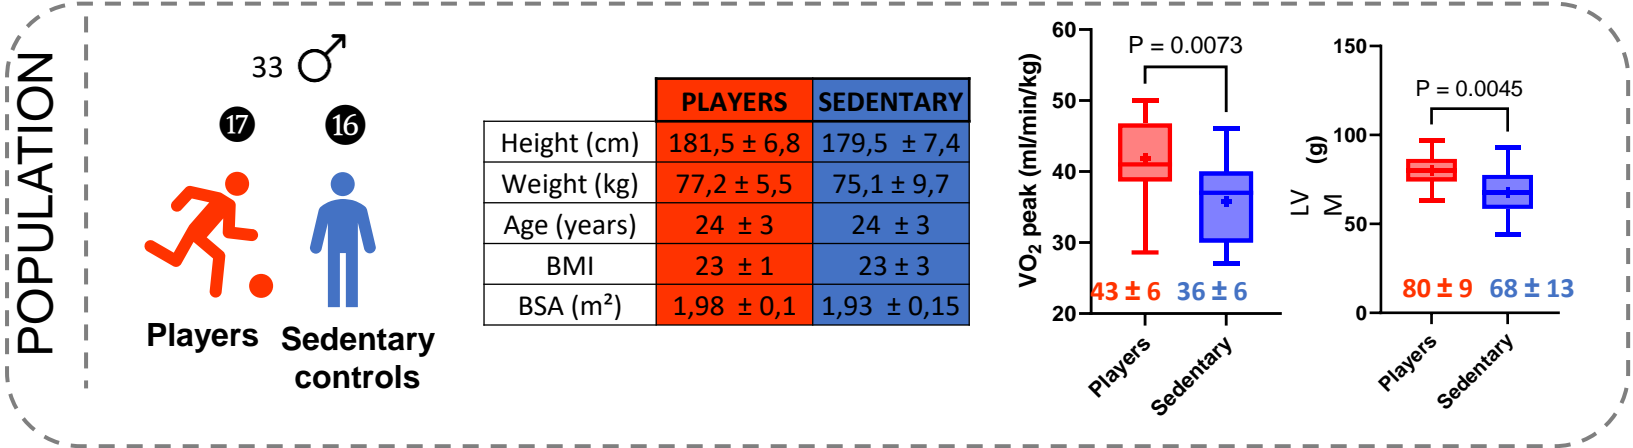 POPULATION
33
17 16
Players
Sedentary
controls
PLAYERS SEDENTARY
Height (cm) 181,5 ± 6,8 179,5 ± 7,4
Weight (kg) 77,2 ± 5,5 75,1 ± 9,7
Age (years) 24 ± 3 24 ± 3
BMI 23 ± 1 23 ± 3
BSA (m²) 1,98 ± 0,1 1,93 ± 0,15
VO₂ peak (ml/min/kg)
60
50
40
30
20
P = 0.0073
43 ± 6 36 ± 6
Players
Sedentary
LV
M
(g)
150
100
50
0
P = 0.0045
80 ± 9 68 ± 13
Players
Sedentary